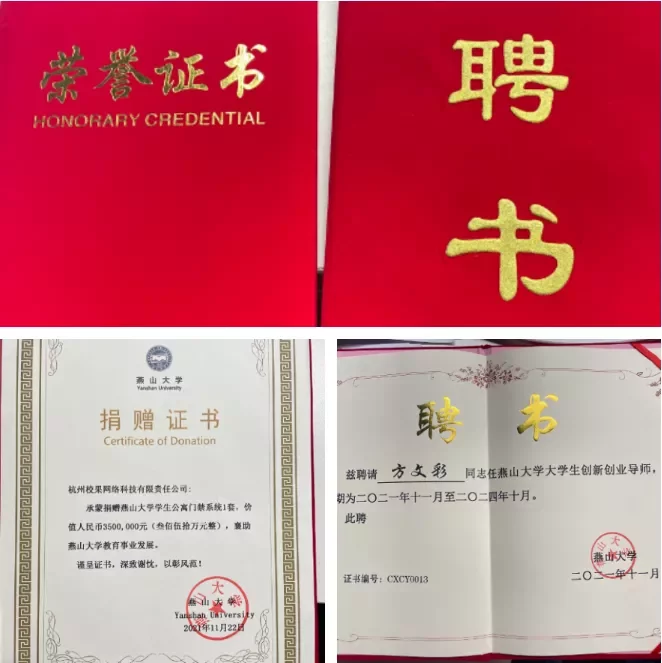 荣誉证书
HONORARY CREDENTIAL
聘
书
燕山大学
Yanshan University
捐赠证书
Certificate of Donation
杭州校果网络科技有限责任公司:
承蒙捐赠燕山大学学生公寓门禁系统1套,价
值人民币3500,000元(叁佰伍拾万元整),襄助
燕山大学教育事业发展。
谨呈证书,深致谢忱,以彰风范!
燕山大学
Yanshan University
2021年11月22日
聘 书
兹聘请 方文彩 同志任燕山大学大学生创新创业导师,
期为二〇二一年十一月至二〇二四年十月。
此聘
燕山大学
证书编号:CXCY0013
二〇二一年十一月